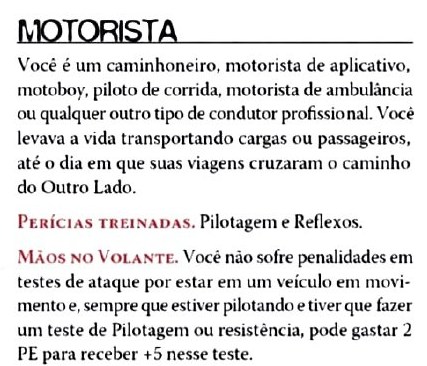 MOTORISTA
Você é um caminhoneiro, motorista de aplicativo,
motoboy, piloto de corrida, motorista de ambulância
ou qualquer outro tipo de condutor profissional. Você
levava a vida transportando cargas ou passageiros,
até o dia em que suas viagens cruzaram o caminho
do Outro Lado.
PERÍCIAS TREINADAS. Pilotagem e Reflexos.
MÃOS NO VOLANTE. Você não sofre penalidades em
testes de ataque por estar em um veículo em movi-
mento e, sempre que estiver pilotando e tiver que fazer
um teste de Pilotagem ou resistência, pode gastar 2
PE para receber +5 nesse teste.